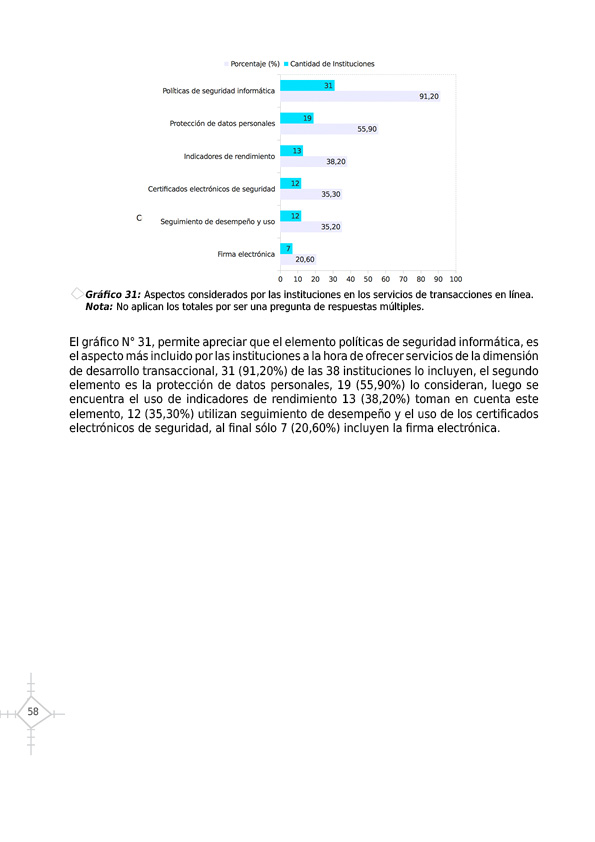 Porcentaje (%) Cantidad de Instituciones
Políticas de seguridad informática 31
91,20
Protección de datos personales 19
55,90
Indicadores de rendimiento 13
38,20
Certificados electrónicos de seguridad 12
35,30
C Seguimiento de desempeño y uso 12
35,20
Firma electrónica 7
20,60
0 10 20 30 40 50 60 70 80 90 100
Gráfico 31: Aspectos considerados por las instituciones en los servicios de transacciones en línea.
Nota: No aplican los totales por ser una pregunta de respuestas múltiples.
El gráfico N° 31, permite apreciar que el elemento políticas de seguridad informática, es
el aspecto más incluido por las instituciones a la hora de ofrecer servicios de la dimensión
de desarrollo transaccional, 31 (91,20%) de las 38 instituciones lo incluyen, el segundo
elemento es la protección de datos personales, 19 (55,90%) lo consideran, luego se
encuentra el uso de indicadores de rendimiento 13 (38,20%) toman en cuenta este
elemento, 12 (35,30%) utilizan seguimiento de desempeño y el uso de los certificados
electrónicos de seguridad, al final sólo 7 (20,60%) incluyen la firma electrónica.
58